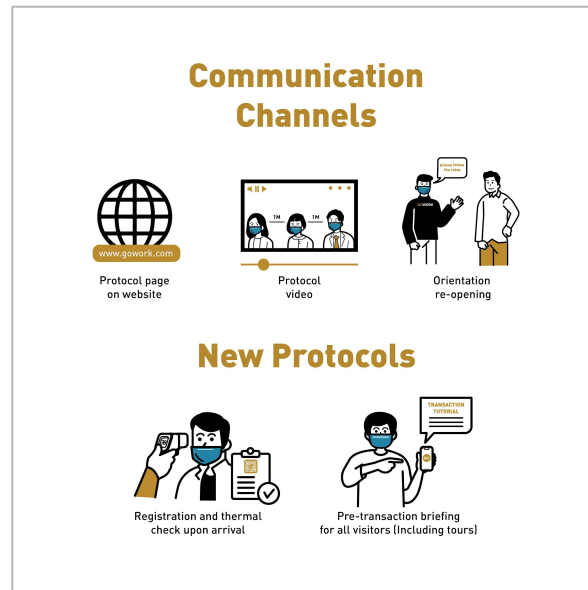 Communication
Channels
please follow
the rules
1M 1M
GOWORK
www.gowork.com
Protocol page
on website
Protocol
video
Orientation
re-opening
New Protocols
TRANSACTION
TUTORIAL
Registration and thermal
check upon arrival
Pre-transaction briefing
for all visitors (Including tours)